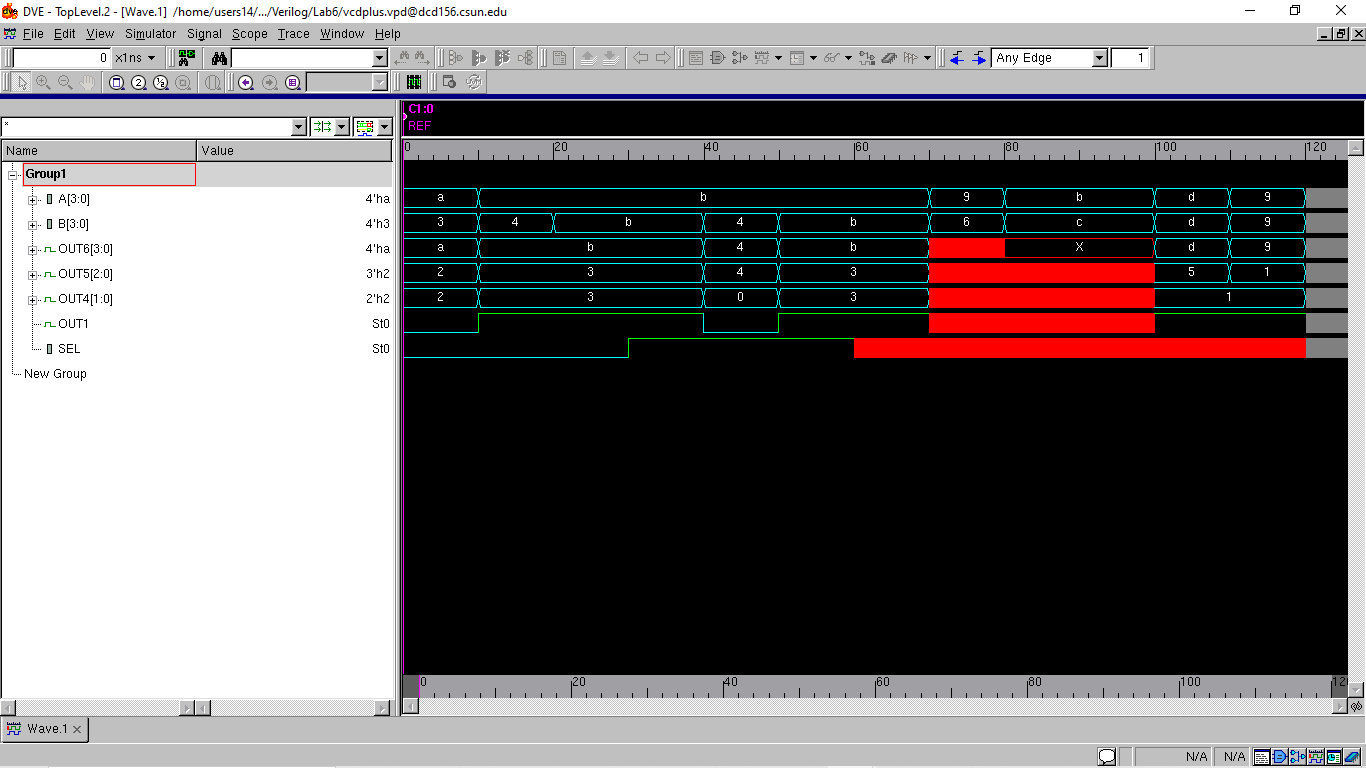 DVE - TopLevel.2 - [Wave.1]  /home/users14/.../Verilog/Lab6/vcdplus.vpd@dcd156.csun.edu
File Edit View Simulator Signal Scope Trace Window Help
0 x1ns Any Edge 1
C1:0
REF
*
Name Value 0 20 40 60 80 100 120
Group1
A[3:0] 4'ha a b 9 b d 9
B[3:0] 4'h3 3 4 b 4 b 6 c d 9
OUT6[3:0] 4'ha a b 4 b X d 9
OUT5[2:0] 3'h2 2 3 4 3 5 1
OUT4[1:0] 2'h2 2 3 0 3 1
OUT1 St0
SEL St0
New Group
0 20 40 60 80 100 12
Wave.1
N/A N/A